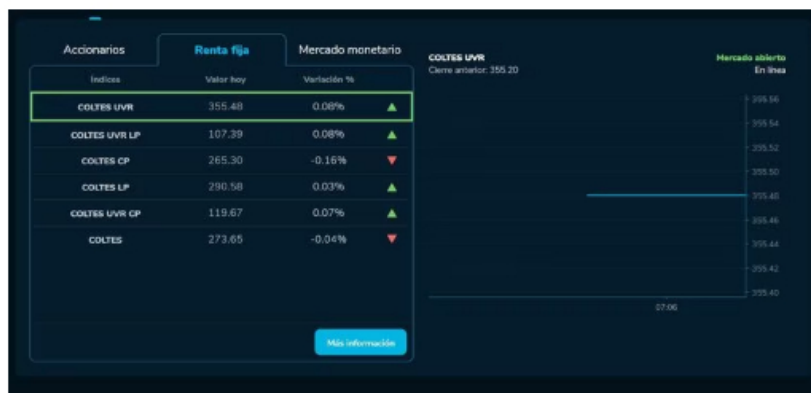 Accionarios Renta fija Mercado monetario
Índices Valor hoy Variación %
COLTES UVR 355.48 0.08%
COLTES UVR LP 107.39 0.08%
COLTES CP 265.30 -0.16%
COLTES LP 290.58 0.03%
COLTES UVR CP 119.67 0.07%
COLTES 273.65 -0.04%
Más información
COLTES UVR Mercado abierto
Cierre anterior: 355.20 En línea
355.56
355.54
355.52
355.50
355.48
355.46
355.44
355.42
355.40
07:06